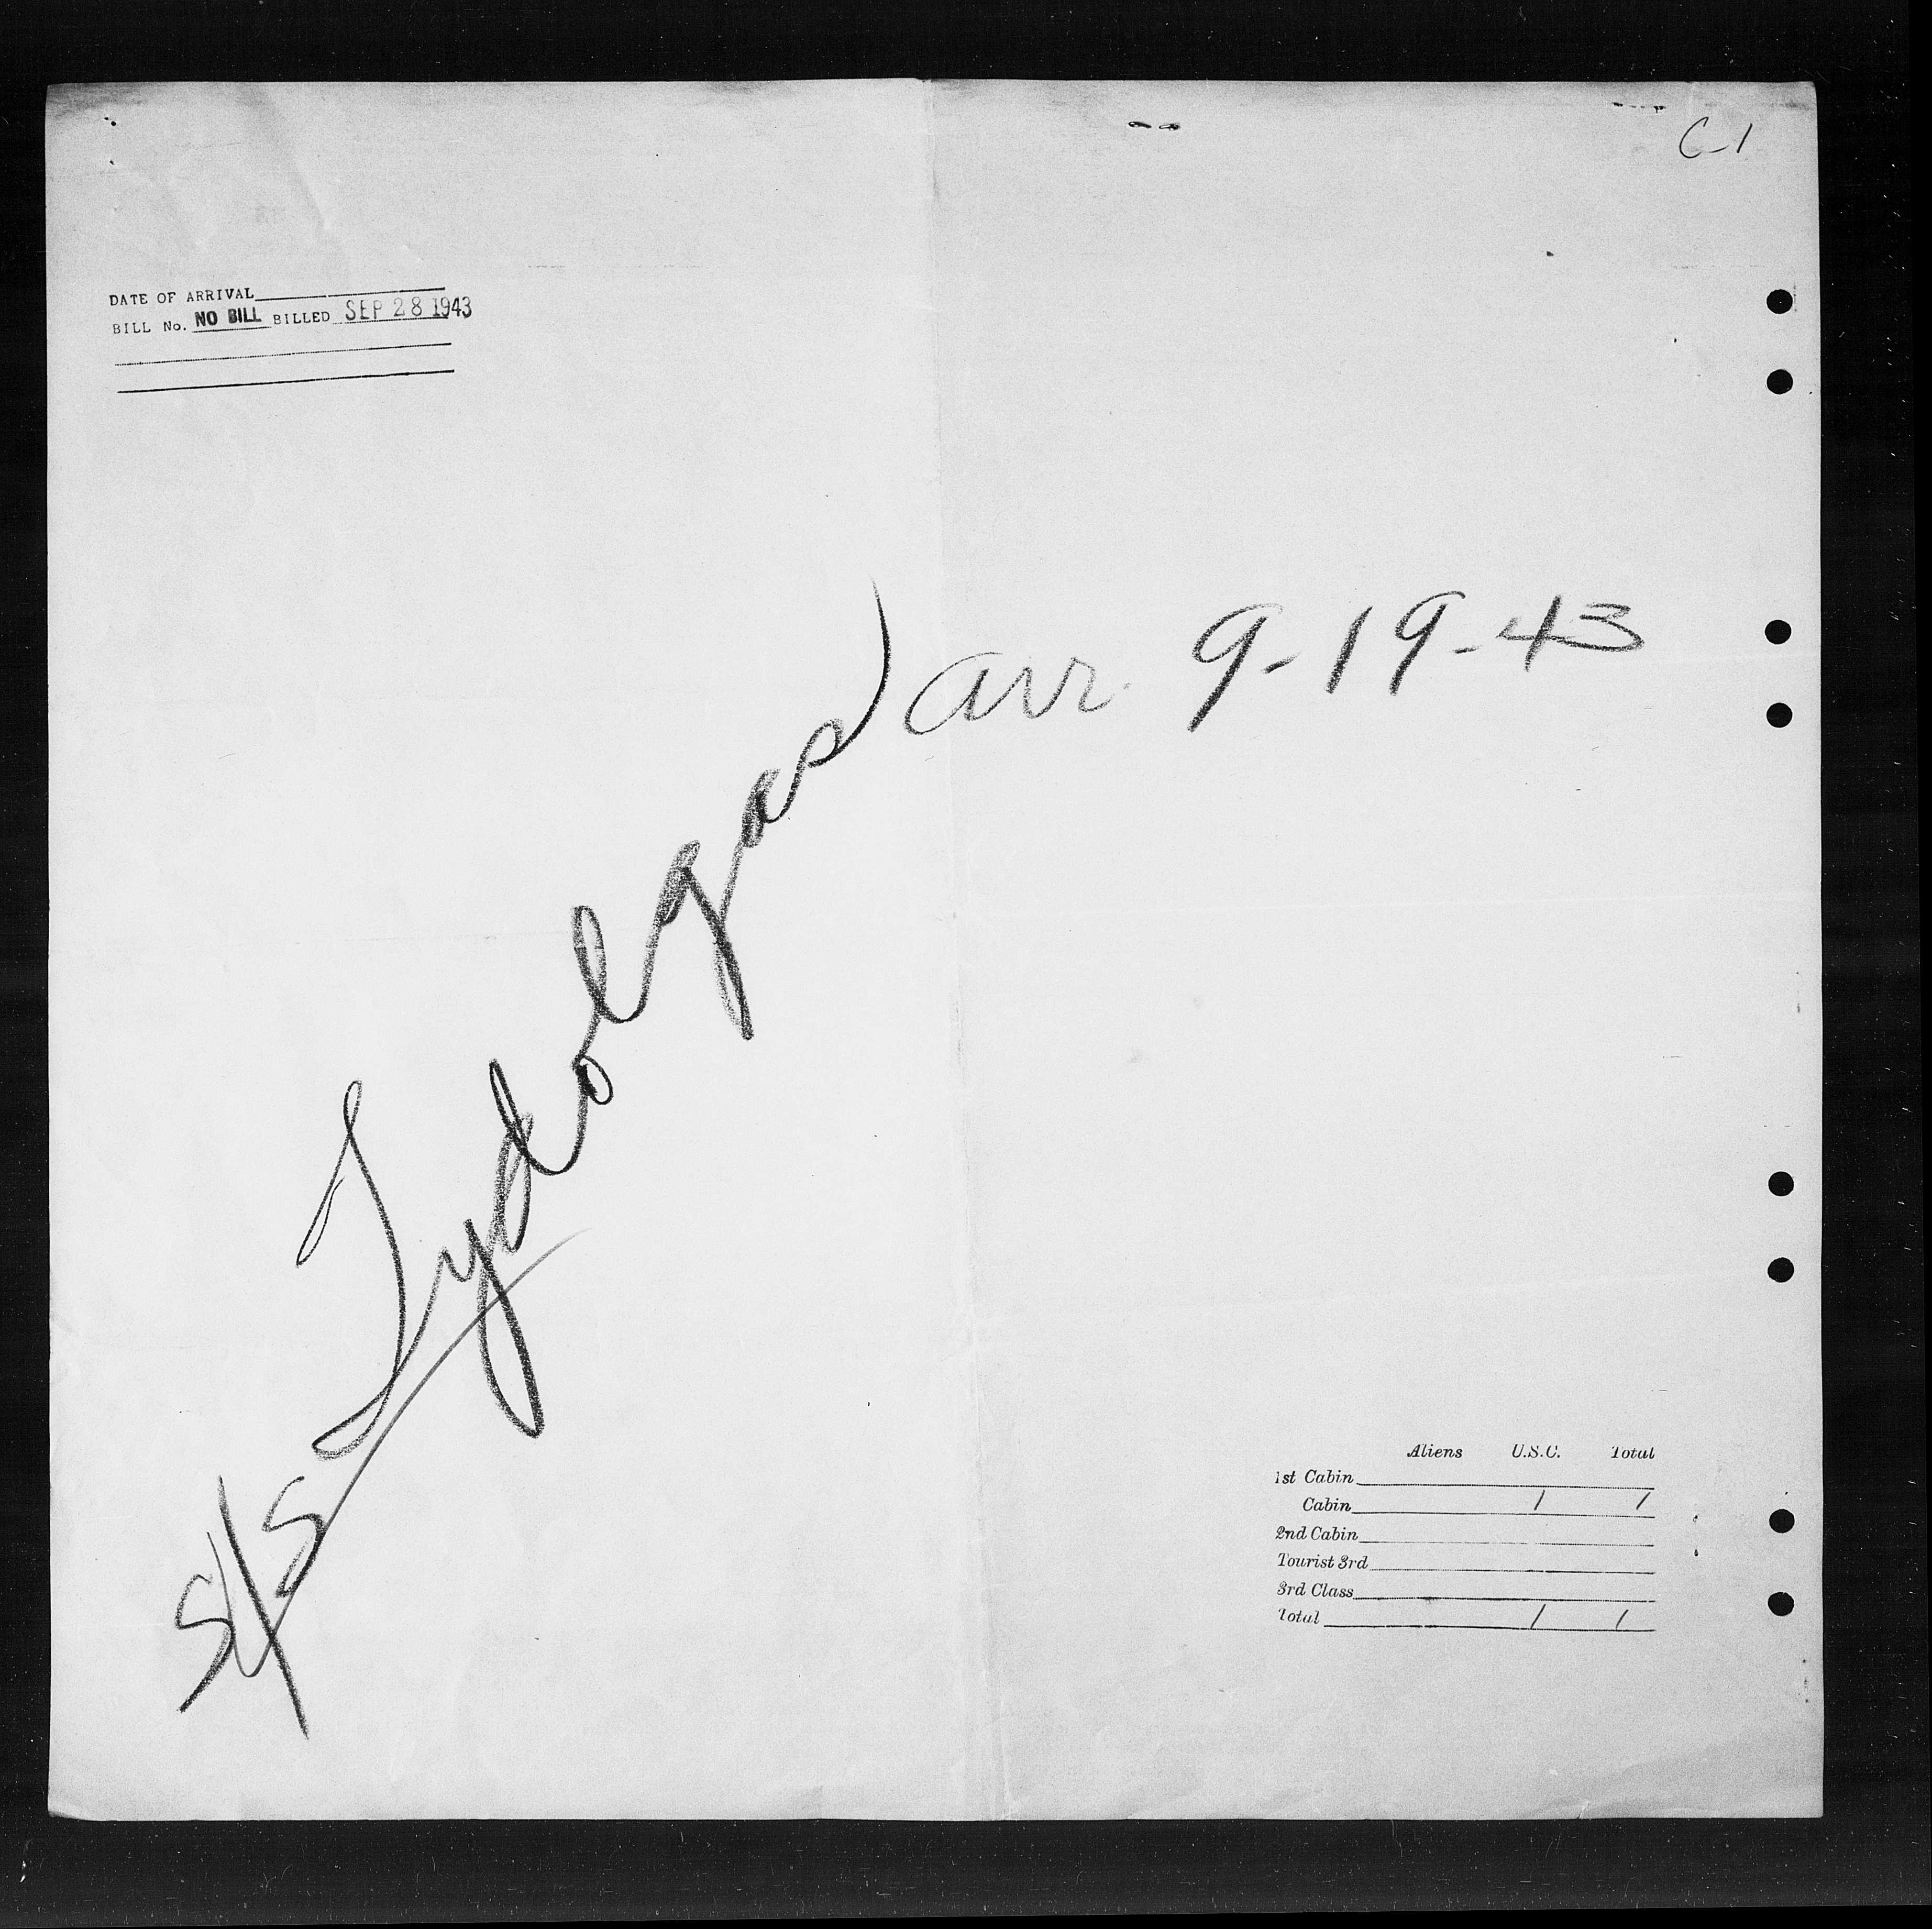 C-1
DATE OF ARRIVAL
BILL No. NO BILL BILLED SEP 28 1943
S/S Tydolgas arr. 9-19-43
Aliens U.S.C. Total
1st Cabin
Cabin 1 1
2nd Cabin
Tourist 3rd
3rd Class
Total 1 1